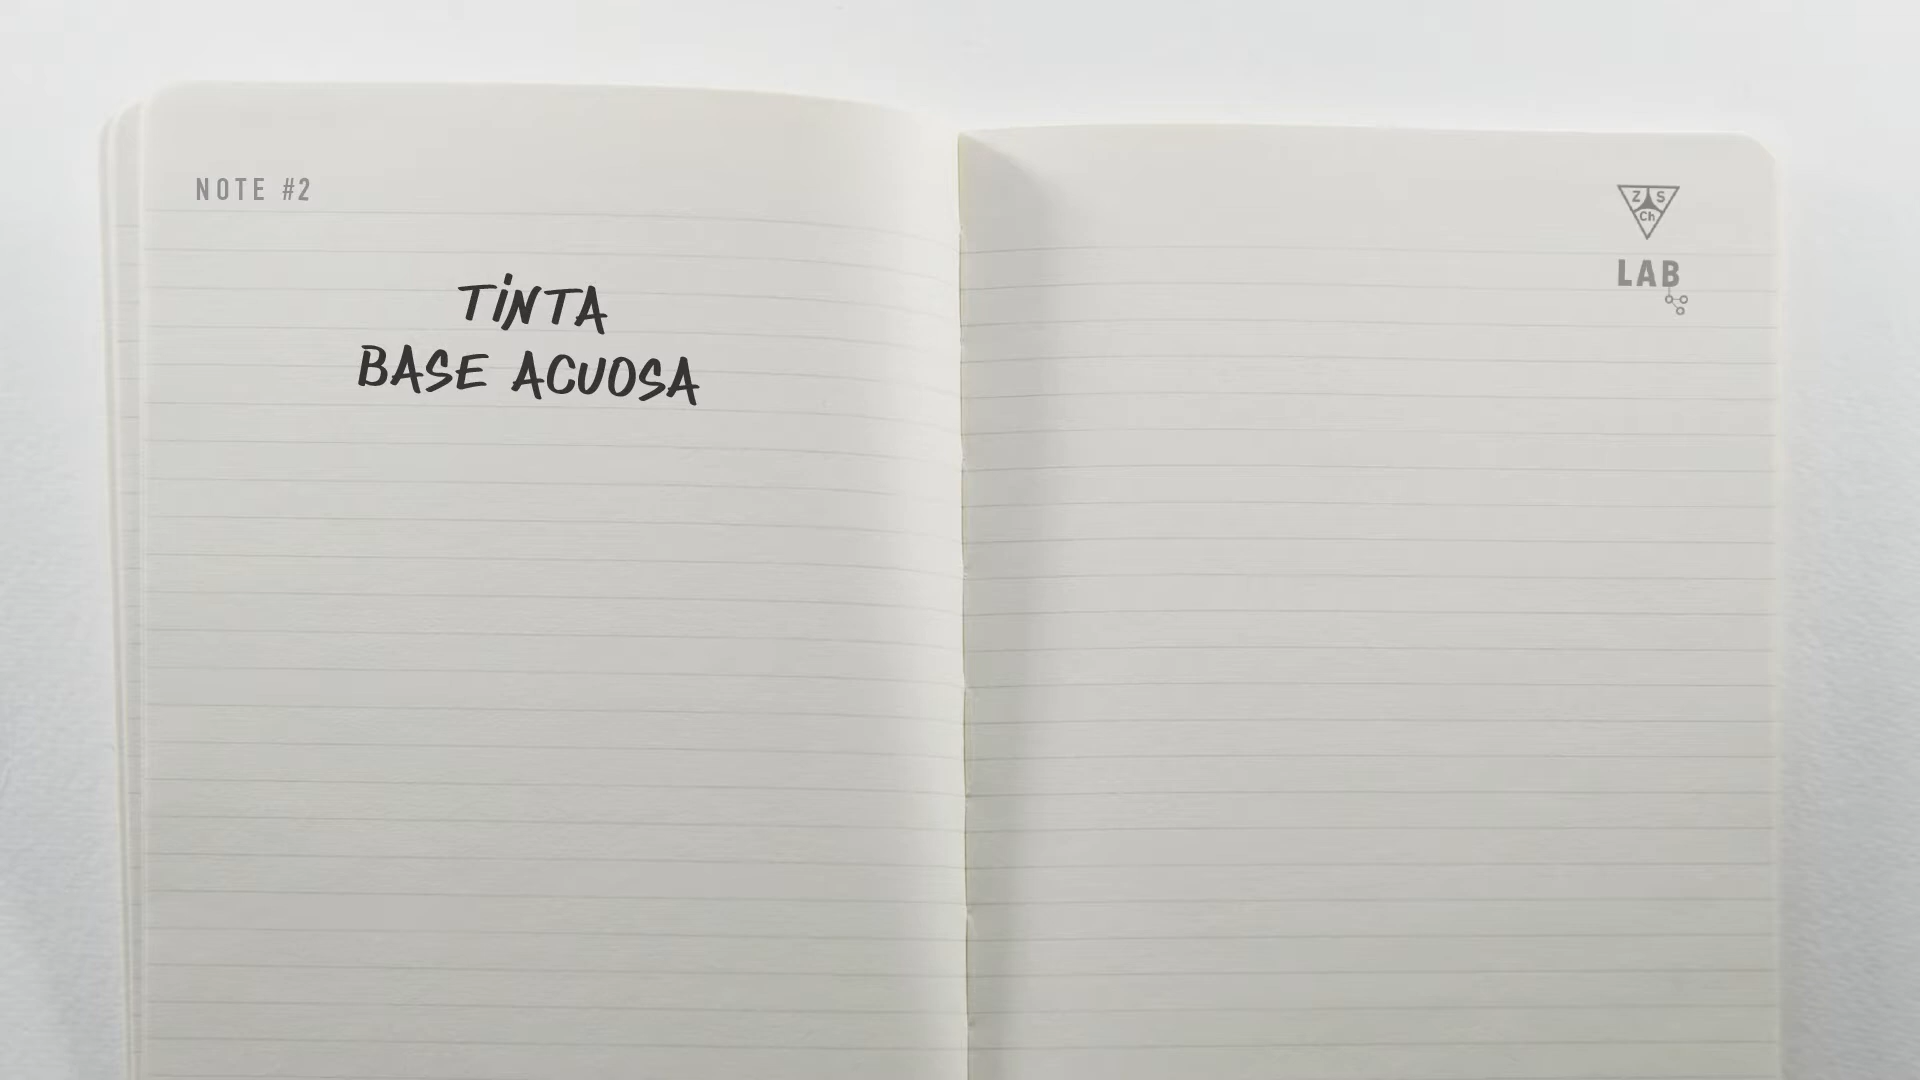 NOTE #2
TINTA
BASE ACUOSA
Z S
Ch
LAB